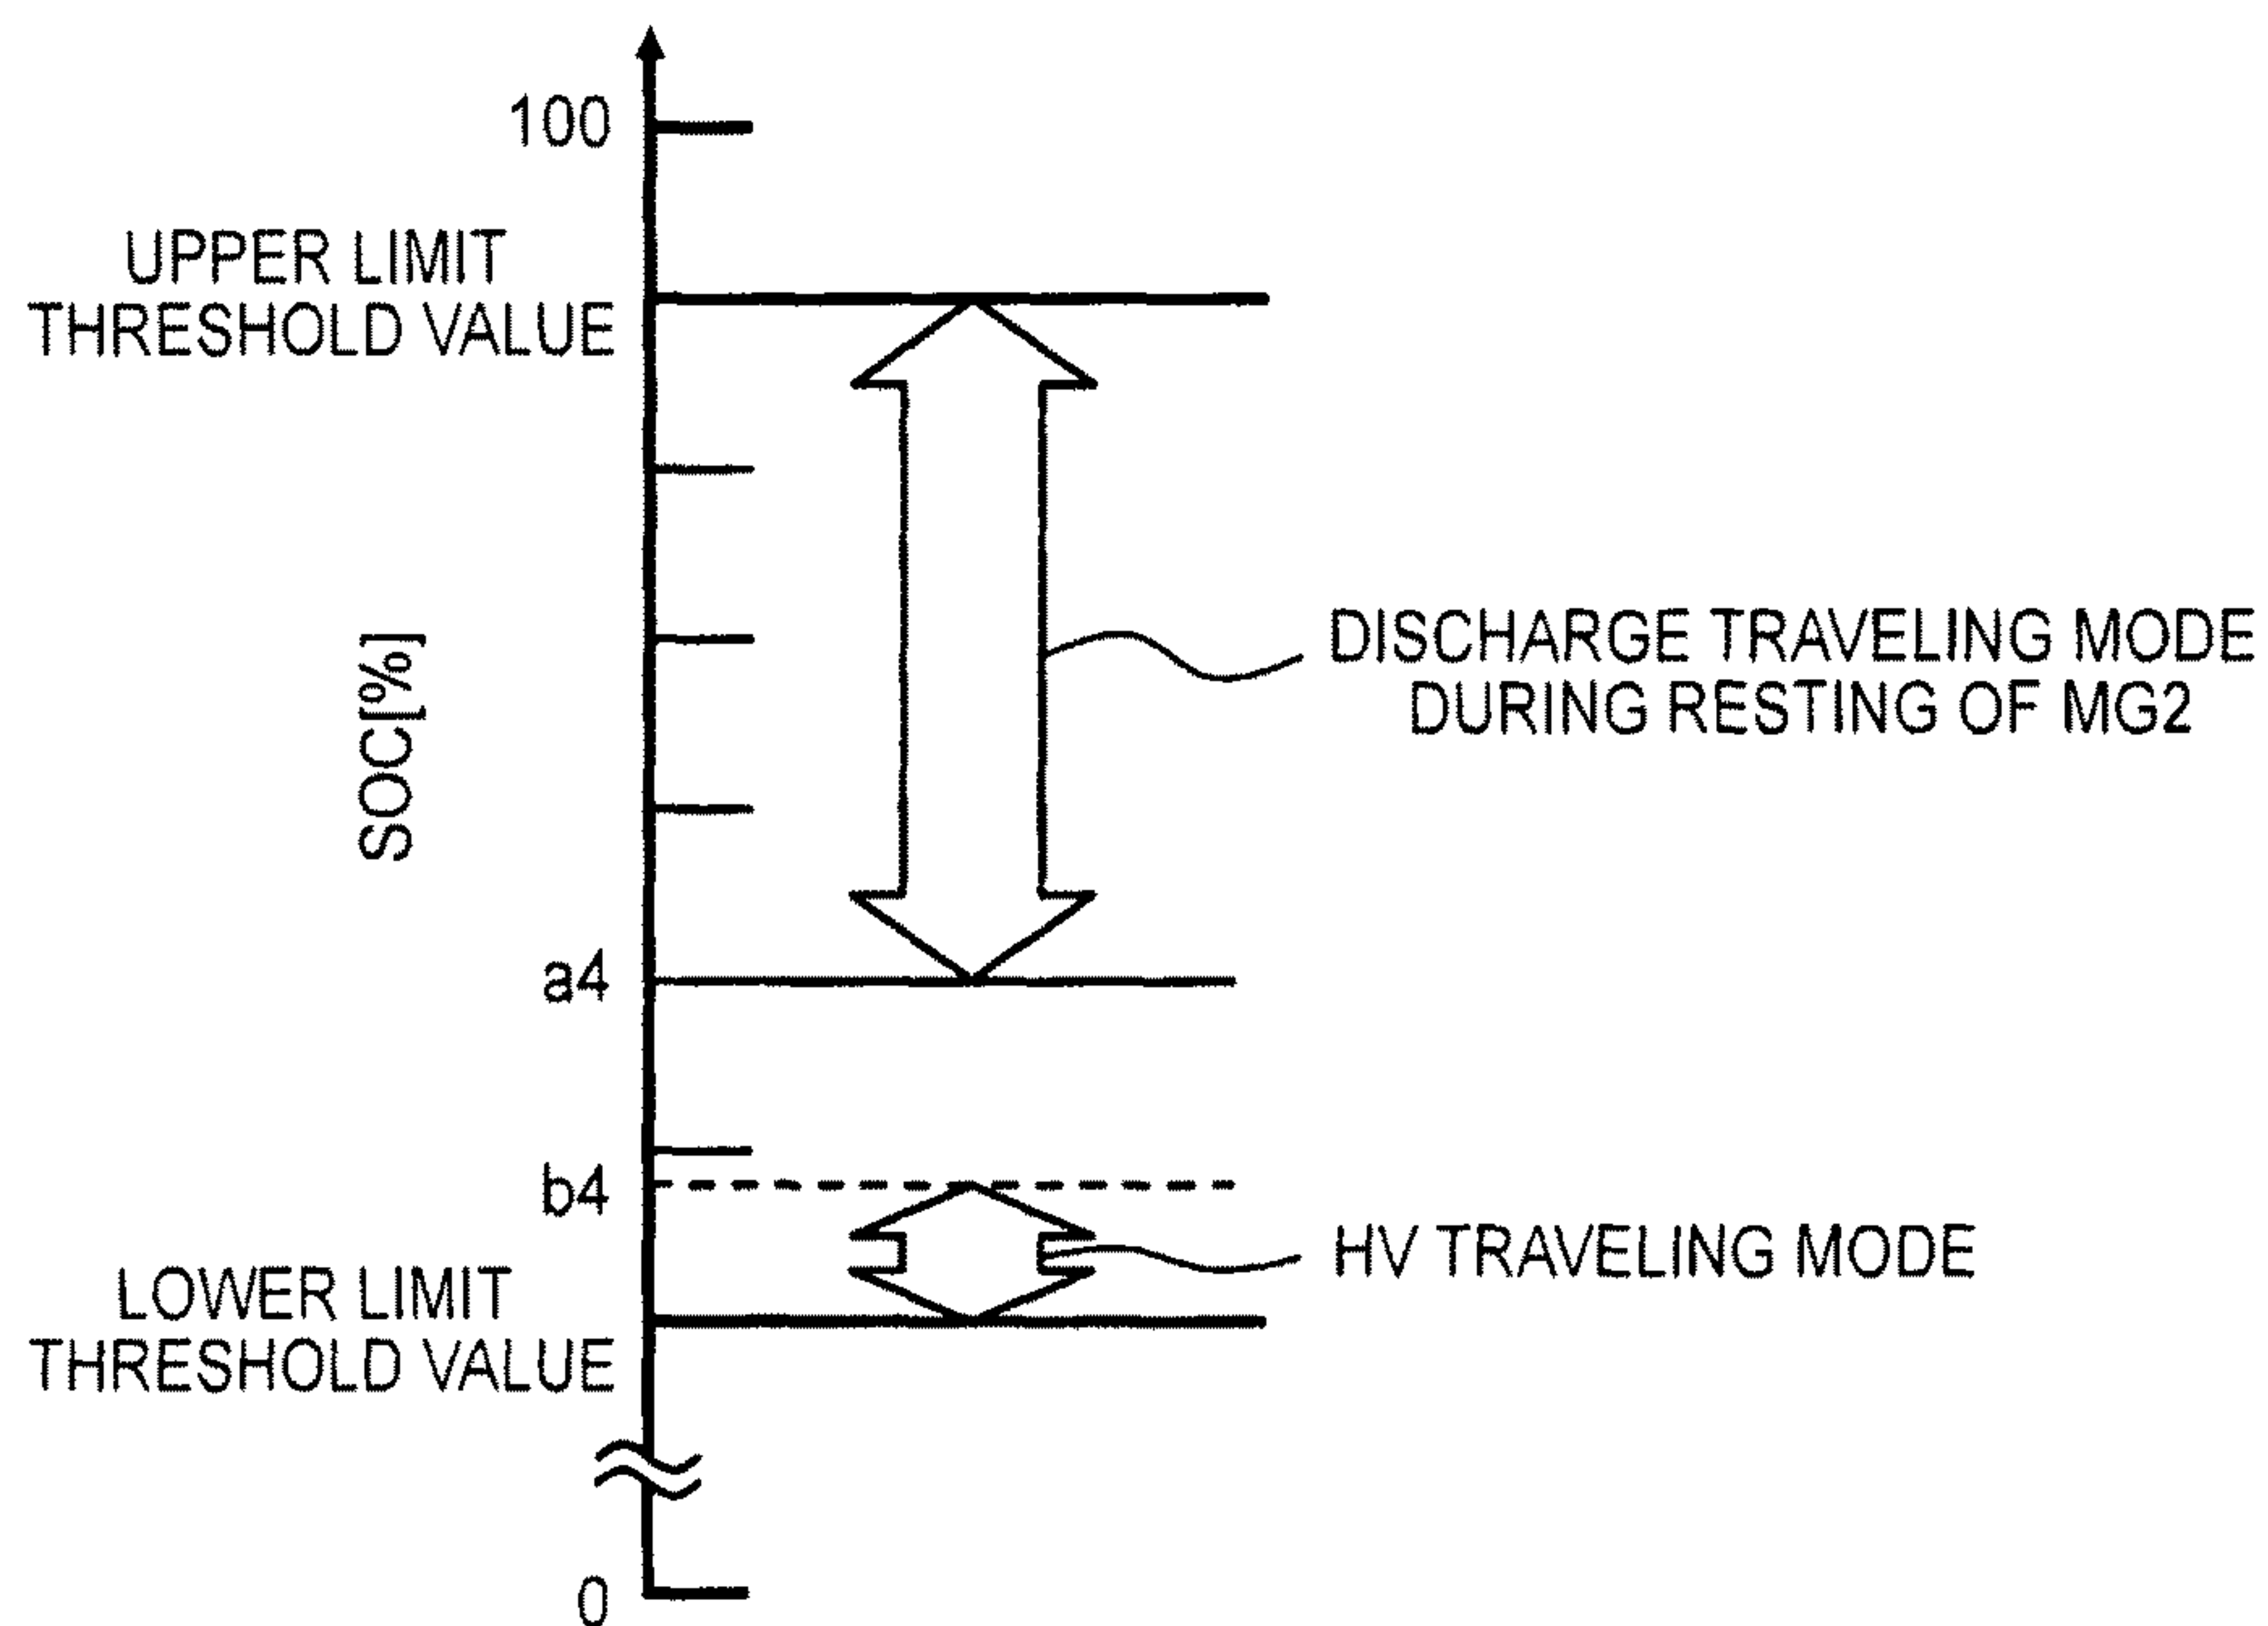 100
UPPER LIMIT
THRESHOLD VALUE
SOC[%]
DISCHARGE TRAVELING MODE
DURING RESTING OF MG2
a4
b4
HV TRAVELING MODE
LOWER LIMIT
THRESHOLD VALUE
0